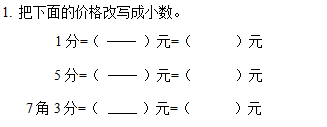 1. 把下面的价格改写成小数。
1分=（ —— ）元=（ ）元
5分=（ —— ）元=（ ）元
7角3分=（ ____ ）元=（ ）元